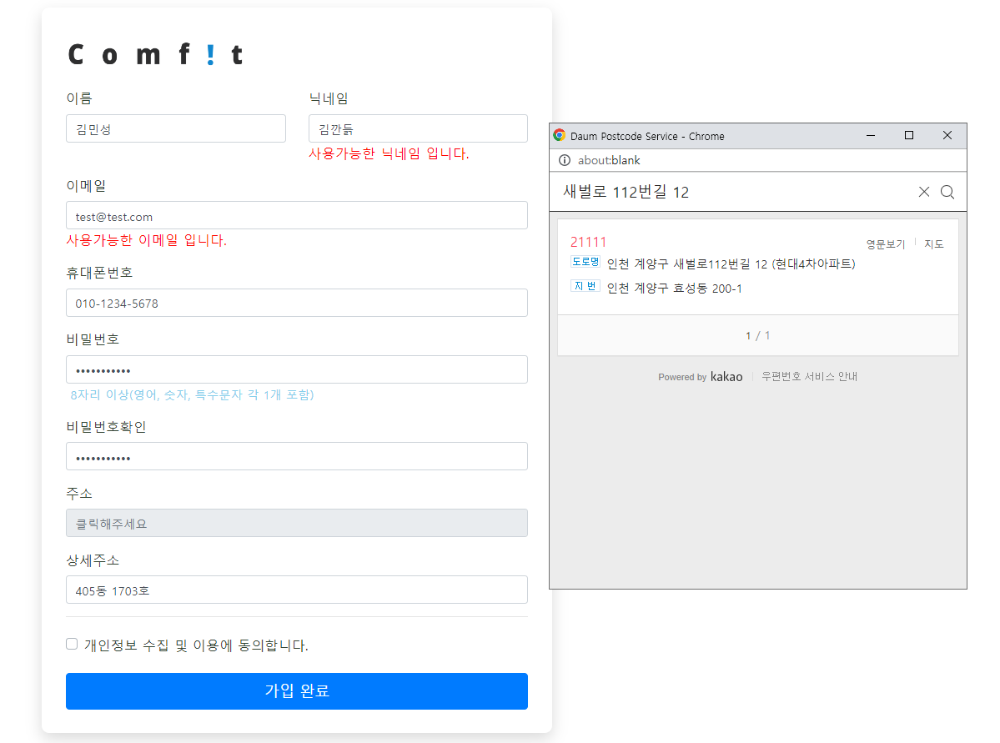 Comf!t
이름
닉네임
김민성
김깐듥
사용가능한 닉네임 입니다.
이메일
test@test.com
사용가능한 이메일 입니다.
휴대폰번호
010-1234-5678
비밀번호
•••••••••••
8자리 이상(영어, 숫자, 특수문자 각 1개 포함)
비밀번호확인
•••••••••••
주소
클릭해주세요
상세주소
405동 1703호
개인정보 수집 및 이용에 동의합니다.
가입 완료
Daum Postcode Service - Chrome
about:blank
새벌로 112번길 12
21111
영문보기
지도
도로명 인천 계양구 새벌로112번길 12 (현대4차아파트)
지 번 인천 계양구 효성동 200-1
1 / 1
Powered by kakao
우편번호 서비스 안내